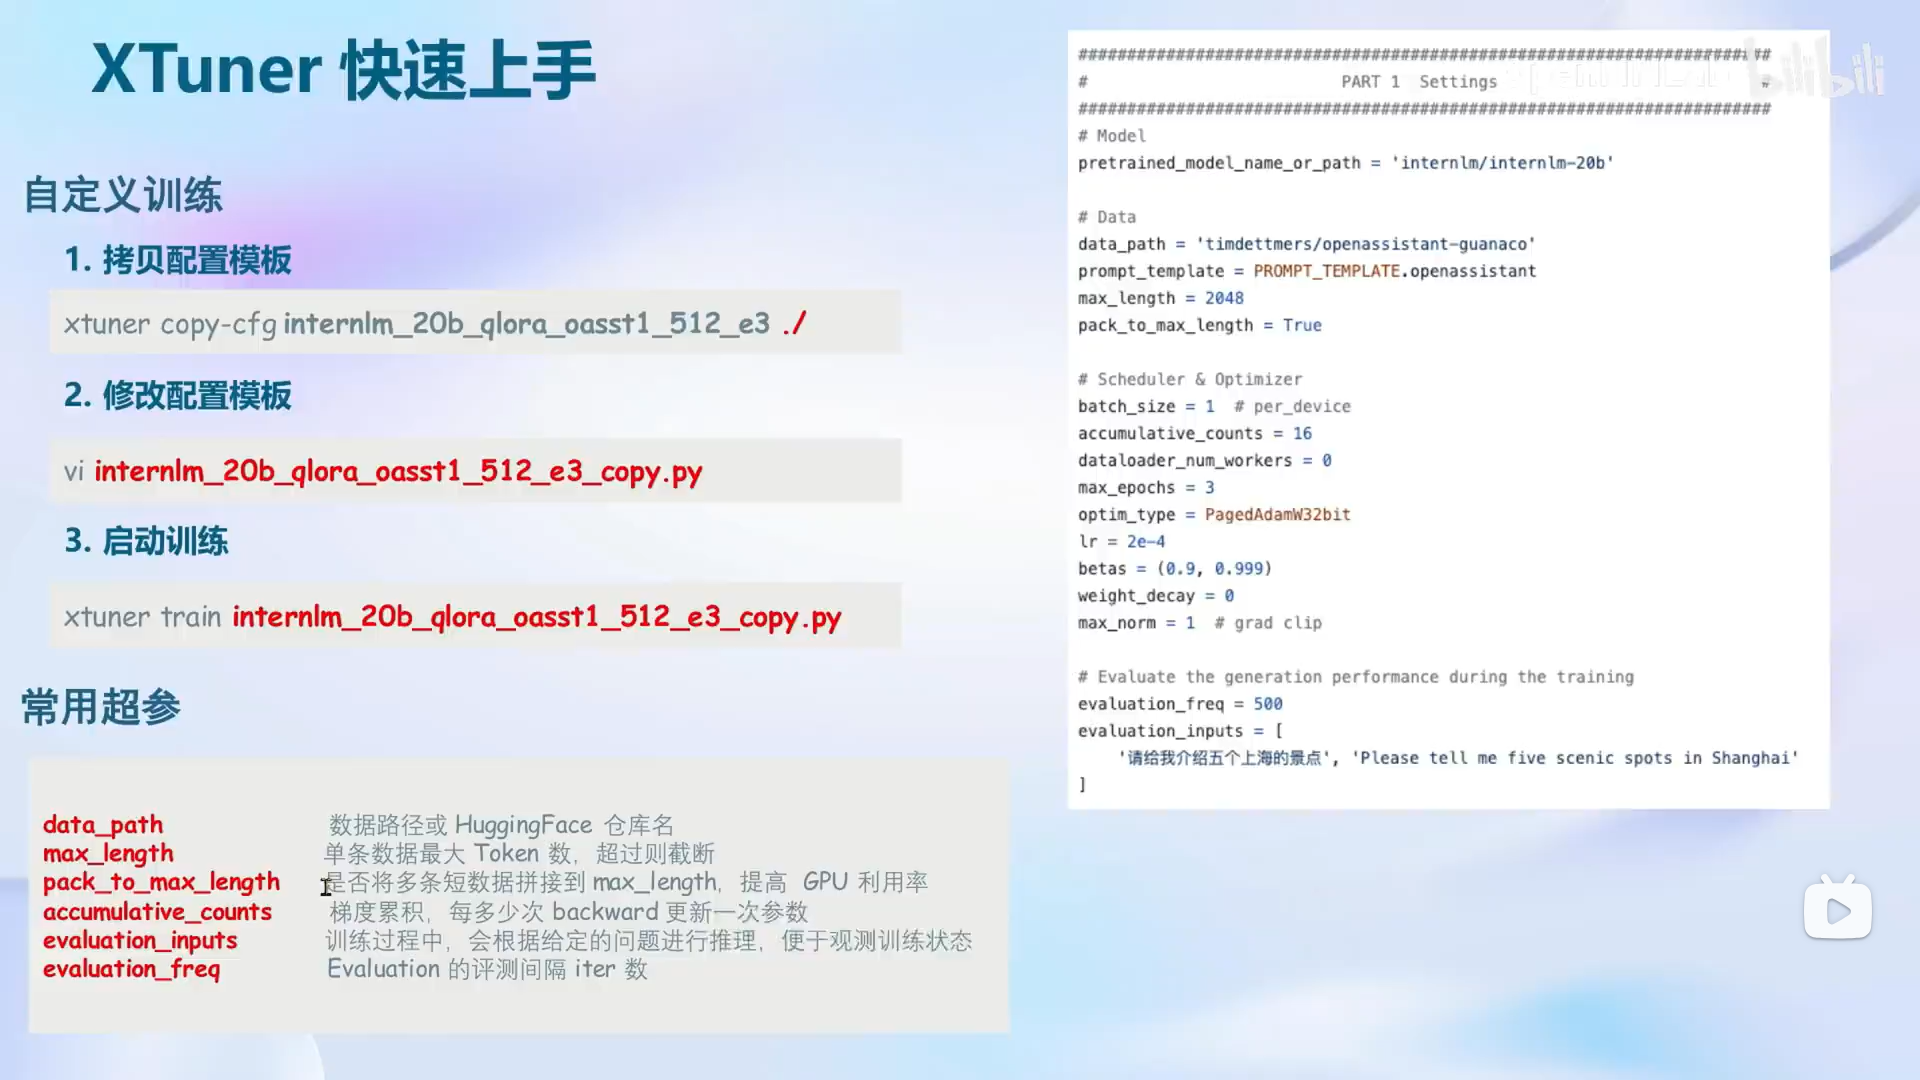 XTuner 快速上手
自定义训练
1. 拷贝配置模板
xtuner copy-cfg internlm_20b_qlora_oasst1_512_e3 ./
2. 修改配置模板
vi internlm_20b_qlora_oasst1_512_e3_copy.py
3. 启动训练
xtuner train internlm_20b_qlora_oasst1_512_e3_copy.py
常用超参
data_path 数据路径或 HuggingFace 仓库名
max_length 单条数据最大 Token 数，超过则截断
pack_to_max_length 是否将多条短数据拼接到 max_length，提高 GPU 利用率
accumulative_counts 梯度累积，每多少次 backward 更新一次参数
evaluation_inputs 训练过程中，会根据给定的问题进行推理，便于观测训练状态
evaluation_freq Evaluation 的评测间隔 iter 数
#######################################################################
# PART 1 Settings #
#######################################################################
# Model
pretrained_model_name_or_path = 'internlm/internlm-20b'
# Data
data_path = 'timdettmers/openassistant-guanaco'
prompt_template = PROMPT_TEMPLATE.openassistant
max_length = 2048
pack_to_max_length = True
# Scheduler & Optimizer
batch_size = 1 # per_device
accumulative_counts = 16
dataloader_num_workers = 0
max_epochs = 3
optim_type = PagedAdamW32bit
lr = 2e-4
betas = (0.9, 0.999)
weight_decay = 0
max_norm = 1 # grad clip
# Evaluate the generation performance during the training
evaluation_freq = 500
evaluation_inputs = [
'请给我介绍五个上海的景点', 'Please tell me five scenic spots in Shanghai'
]
bilibili